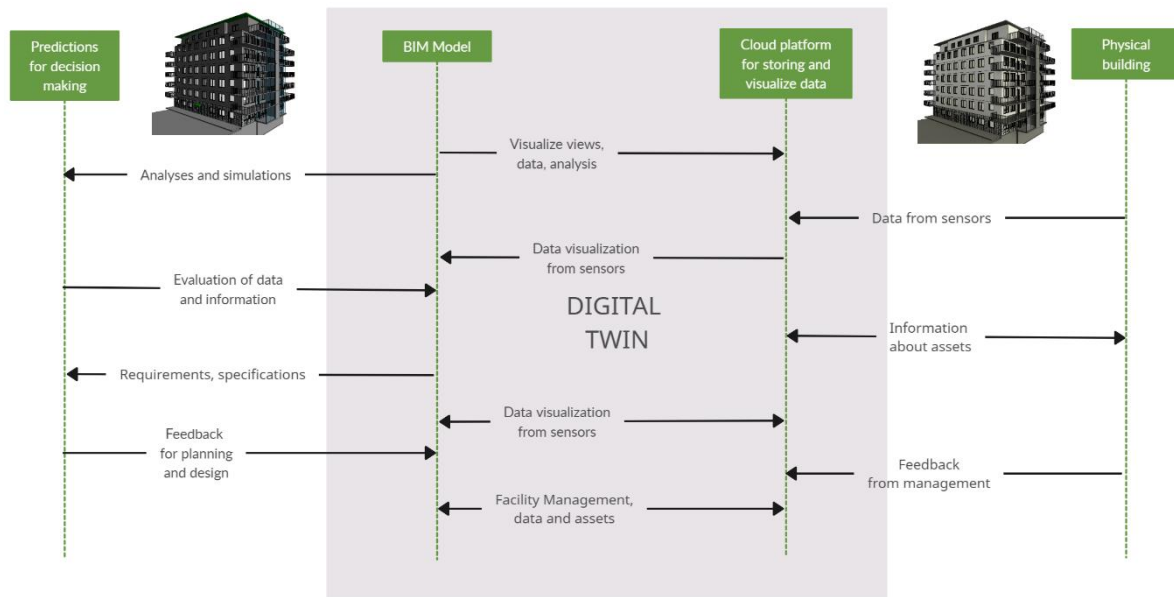 Predictions
for decision
making
BIM Model
Cloud platform
for storing and
visualize data
Physical
building
Visualize views,
data, analysis
Analyses and simulations
Data from sensors
Data visualization
from sensors
Evaluation of data
and information
DIGITAL
TWIN
Information
about assets
Requirements, specifications
Data visualization
from sensors
Feedback
for planning
and design
Feedback
from management
Facility Management,
data and assets